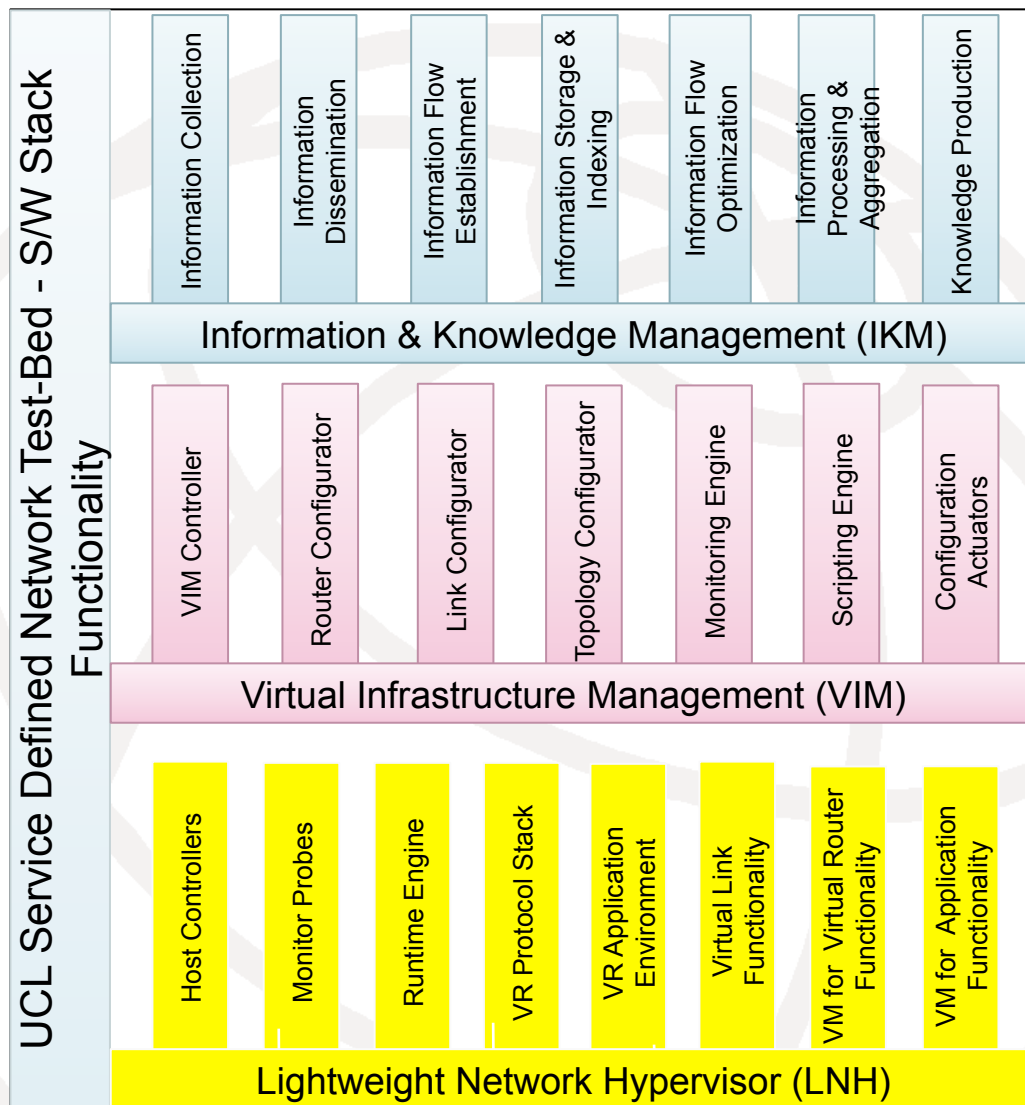 UCL Service Defined Network Test-Bed - S/W Stack
Functionality
Information Collection
Information
Dissemination
Information Flow
Establishment
Information Storage &
Indexing
Information Flow
Optimization
Information
Processing &
Aggregation
Knowledge Production
Information & Knowledge Management (IKM)
VIM Controller
Router Configurator
Link Configurator
Topology Configurator
Monitoring Engine
Scripting Engine
Configuration
Actuators
Virtual Infrastructure Management (VIM)
Host Controllers
Monitor Probes
Runtime Engine
VR Protocol Stack
VR Application
Environment
Virtual Link
Functionality
VM for Virtual Router
Functionality
VM for Application
Functionality
Lightweight Network Hypervisor (LNH)